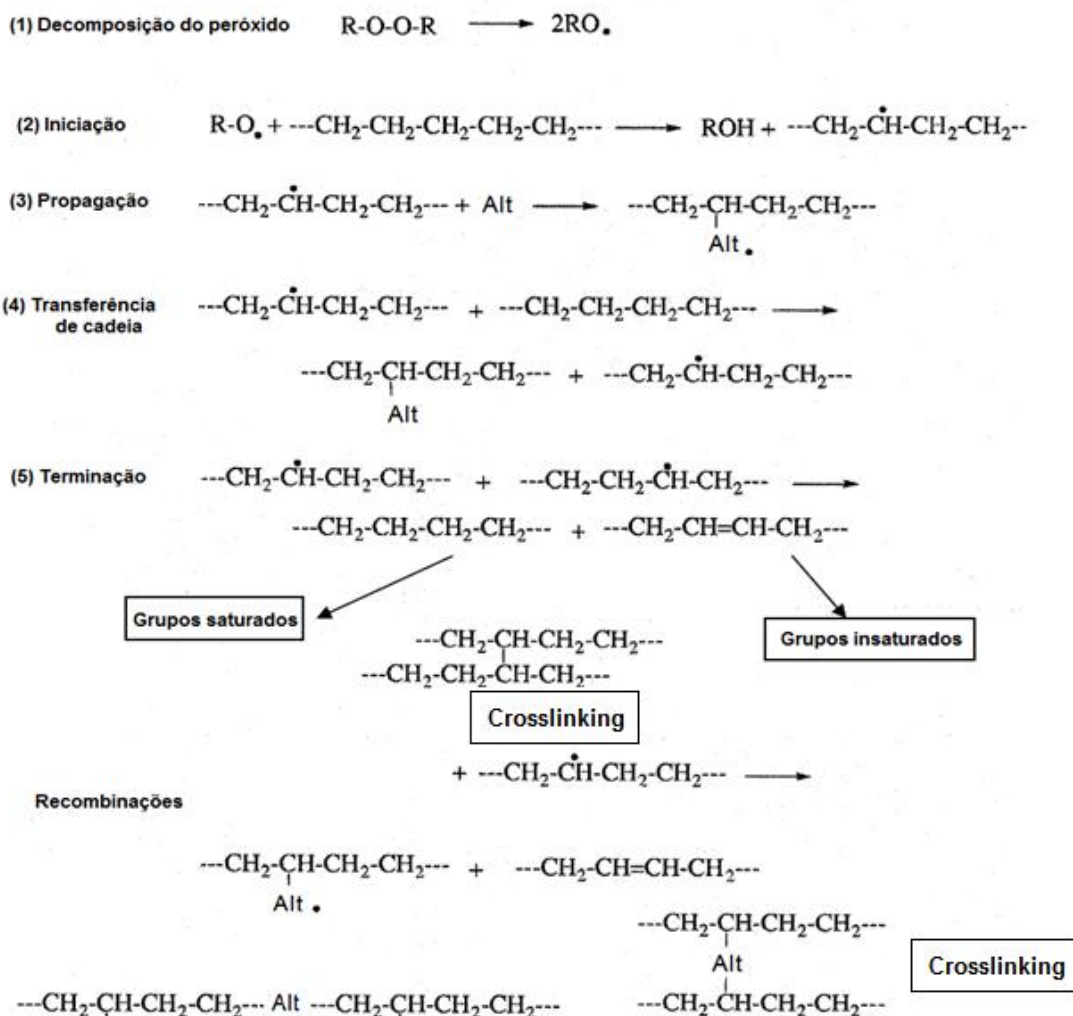 (1) Decomposição do peróxido R-O-O-R ⟶ 2RO•
(2) Iniciação R-O• + ---CH₂-CH₂-CH₂-CH₂-CH₂--- ⟶ ROH + ---CH₂-ĊH-CH₂-CH₂--
(3) Propagação ---CH₂-ĊH-CH₂-CH₂--- + Alt ⟶ ---CH₂-CH-CH₂-CH₂---
Alt •
(4) Transferência ---CH₂-ĊH-CH₂-CH₂--- + ---CH₂-CH₂-CH₂-CH₂--- ⟶
de cadeia
---CH₂-CH-CH₂-CH₂--- + ---CH₂-ĊH-CH₂-CH₂---
Alt
(5) Terminação ---CH₂-ĊH-CH₂-CH₂--- + ---CH₂-CH₂-ĊH-CH₂--- ⟶
---CH₂-CH₂-CH₂-CH₂--- + ---CH₂-CH=CH-CH₂---
Grupos saturados
Grupos insaturados
---CH₂-CH-CH₂-CH₂---
---CH₂-CH₂-CH-CH₂---
Crosslinking
+ ---CH₂-ĊH-CH₂-CH₂--- ⟶
Recombinações
---CH₂-CH-CH₂-CH₂--- + ---CH₂-CH=CH-CH₂---
Alt •
---CH₂-CH-CH₂-CH₂---
Alt
Crosslinking
---CH₂-CH-CH₂-CH₂--- Alt ---CH₂-CH-CH₂-CH₂---
---CH₂-CH-CH₂-CH₂---